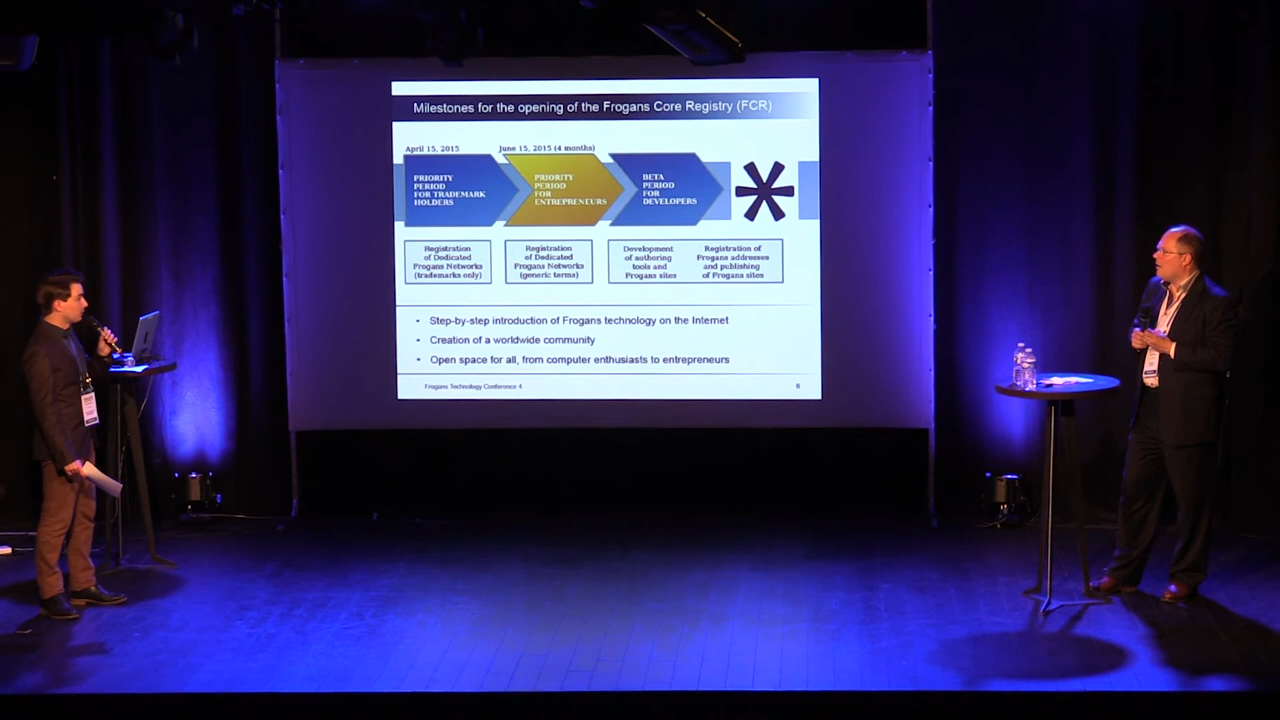 Milestones for the opening of the Frogans Core Registry (FCR)
April 15, 2015
June 15, 2015 (4 months)
PRIORITY
PERIOD
FOR TRADEMARK
HOLDERS
PRIORITY
PERIOD
FOR
ENTREPRENEURS
BETA
PERIOD
FOR
DEVELOPERS
Registration
of Dedicated
Frogans Networks
(trademarks only)
Registration
of Dedicated
Frogans Networks
(generic terms)
Development
of authoring
tools and
Frogans sites
Registration of
Frogans addresses
and publishing
of Frogans sites
• Step-by-step introduction of Frogans technology on the Internet
• Creation of a worldwide community
• Open space for all, from computer enthusiasts to entrepreneurs
Frogans Technology Conference 4
8